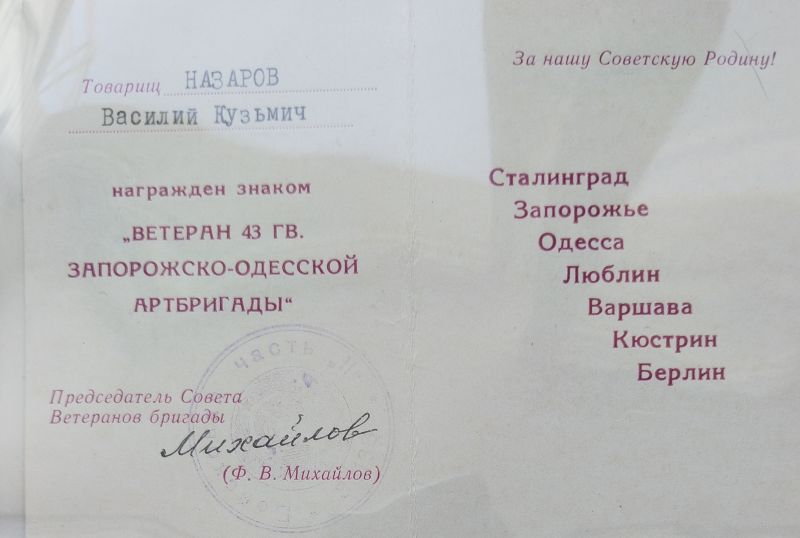 Товарищ НАЗАРОВ
Василий Кузьмич
награжден знаком
„ВЕТЕРАН 43 ГВ.
ЗАПОРОЖСКО-ОДЕССКОЙ
АРТБРИГАДЫ“
Председатель Совета
Ветеранов бригады
Михайлов
(Ф. В. Михайлов)
часть
За нашу Советскую Родину!
Сталинград
Запорожье
Одесса
Люблин
Варшава
Кюстрин
Берлин